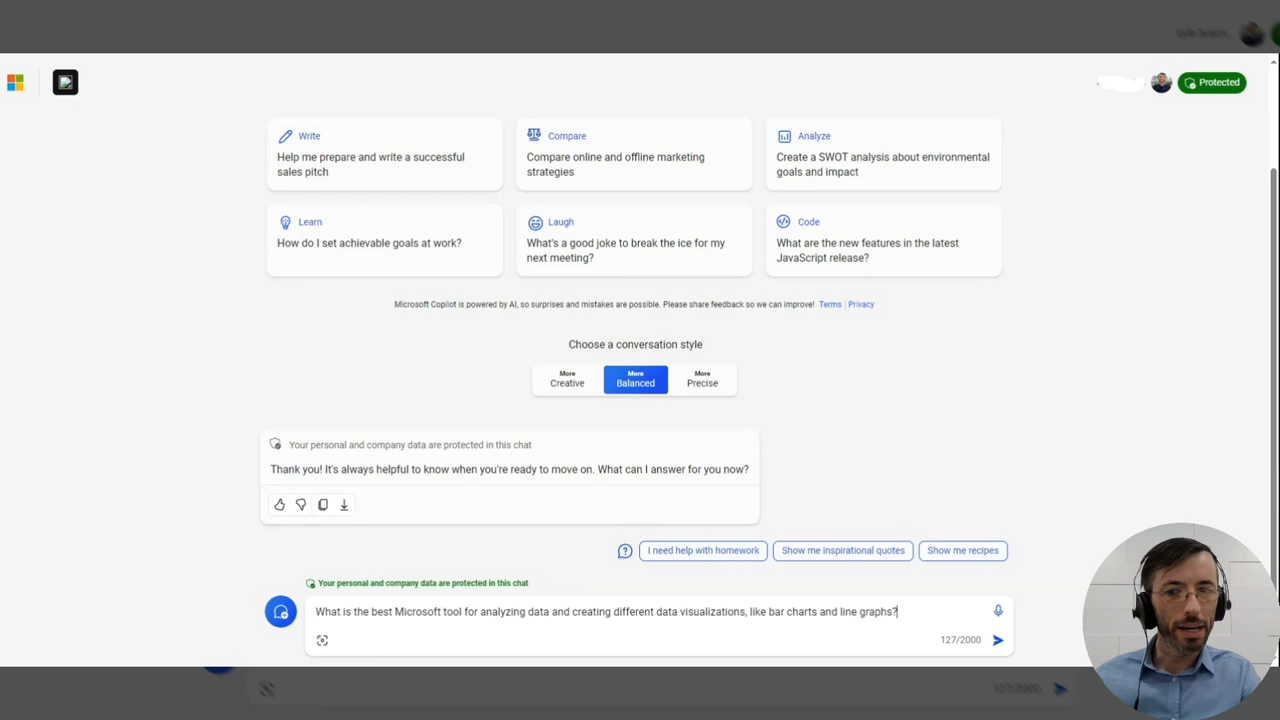 Protected
Write
Help me prepare and write a successful
sales pitch
Compare
Compare online and offline marketing
strategies
Analyze
Create a SWOT analysis about environmental
goals and impact
Learn
How do I set achievable goals at work?
Laugh
What's a good joke to break the ice for my
next meeting?
Code
What are the new features in the latest
JavaScript release?
Microsoft Copilot is powered by AI, so surprises and mistakes are possible. Please share feedback so we can improve! Terms | Privacy
Choose a conversation style
More
Creative
More
Balanced
More
Precise
Your personal and company data are protected in this chat
Thank you! It's always helpful to know when you're ready to move on. What can I answer for you now?
I need help with homework
Show me inspirational quotes
Show me recipes
Your personal and company data are protected in this chat
What is the best Microsoft tool for analyzing data and creating different data visualizations, like bar charts and line graphs?
127/2000